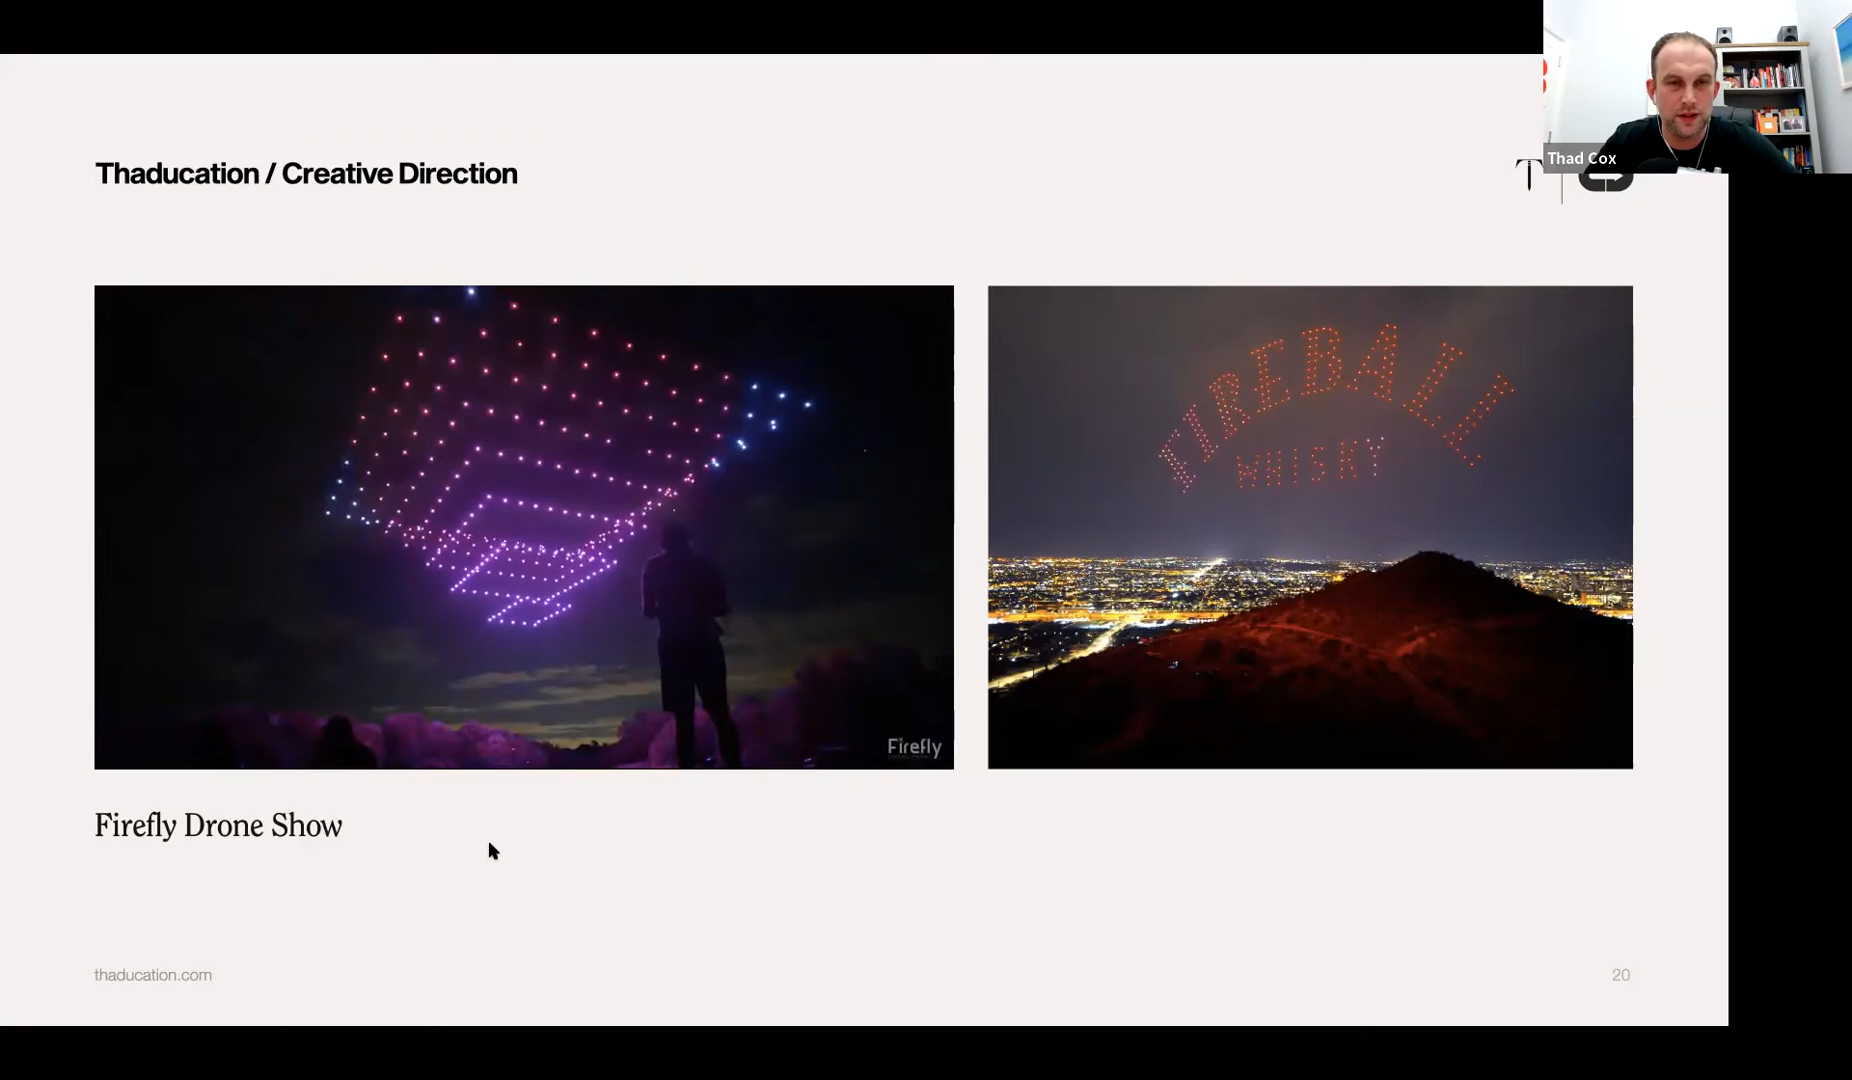 Thad Cox
Thaducation / Creative Direction
T
FIREBALL
WHISKY
Firefly
Firefly Drone Show
thaducation.com
20